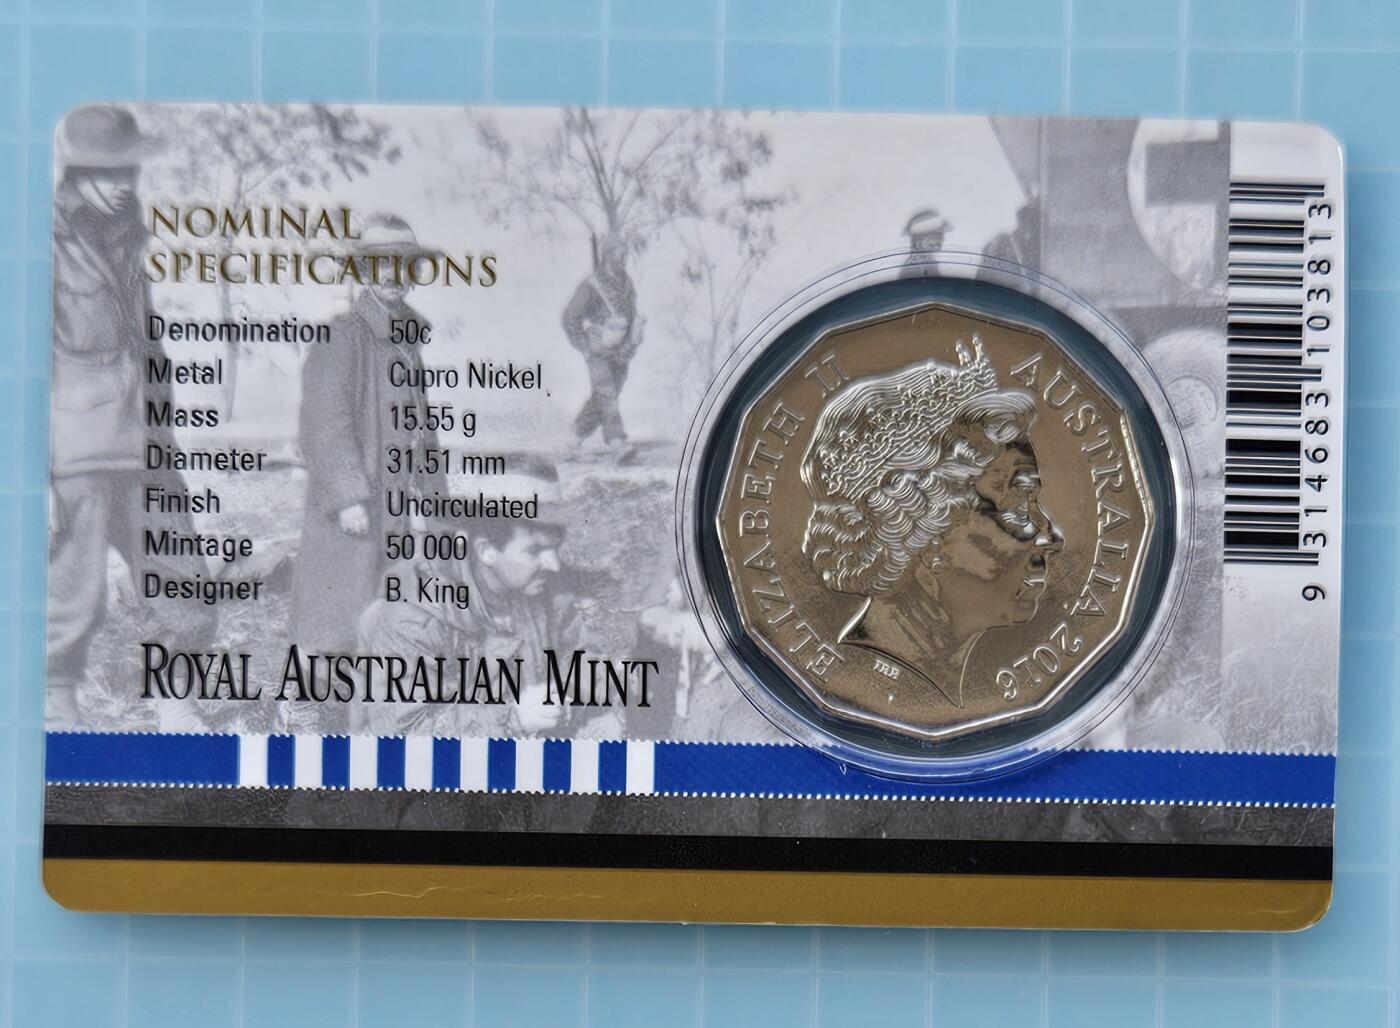 NOMINAL
SPECIFICATIONS
Denomination 50c
Metal Cupro Nickel
Mass 15.55 g
Diameter 31.51 mm
Finish Uncirculated
Mintage 50 000
Designer B. King
ROYAL AUSTRALIAN MINT
ELIZABETH II AUSTRALIA 2016
IRB
9 314683 103813